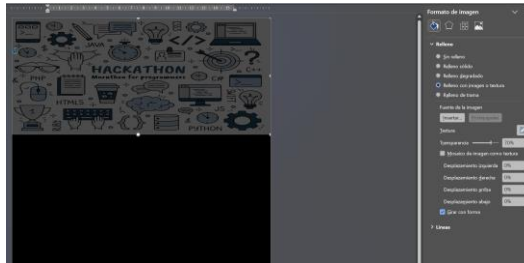 Formato de imagen
Relleno
Sin relleno
Relleno sólido
Relleno degradado
Relleno con imagen o textura
Relleno de trama
Fuente de la imagen
Insertar...
Textura
Transparencia 70%
Mosaico de imagen como textura
Desplazamiento izquierda 0%
Desplazamiento derecha 0%
Desplazamiento arriba 0%
Desplazamiento abajo 0%
Girar con forma
Línea
JAVA
HACKATHON
Marathon for programmers
PHP
C++
C#
HTML5
JS
PYTHON